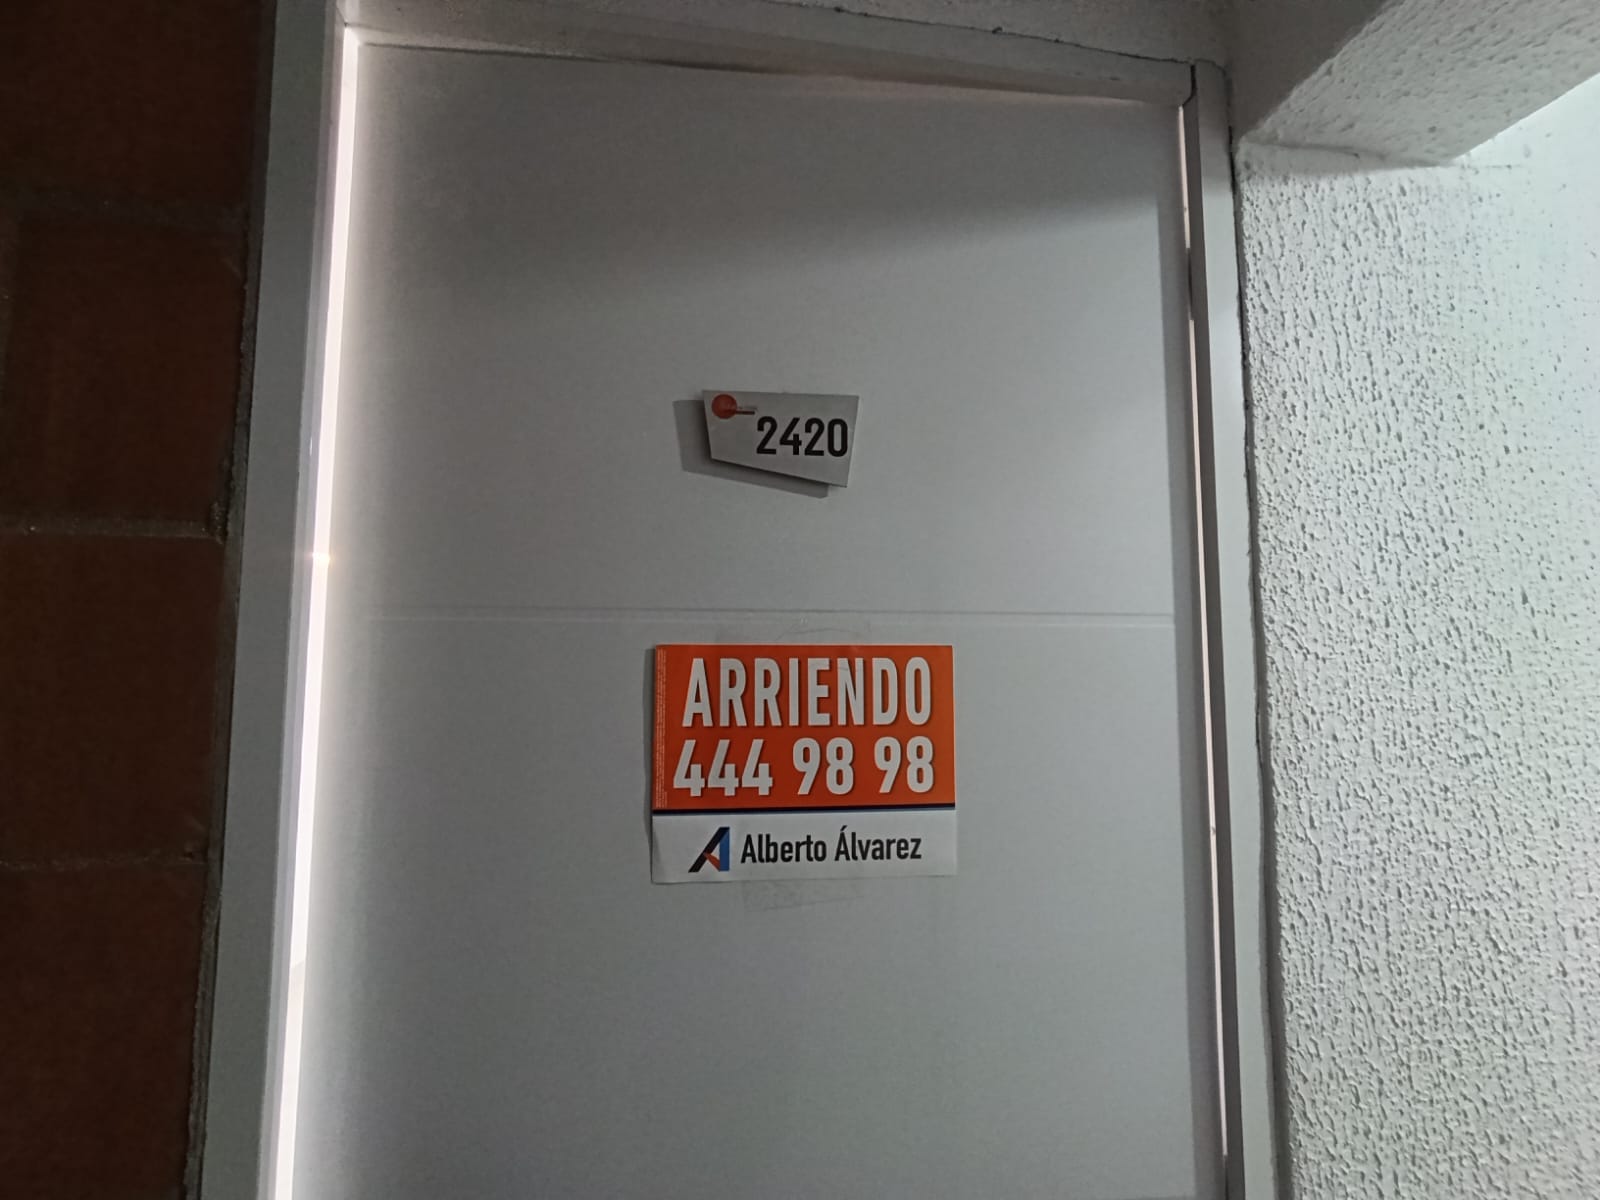 2420
ARRIENDO
444 98 98
Alberto Álvarez